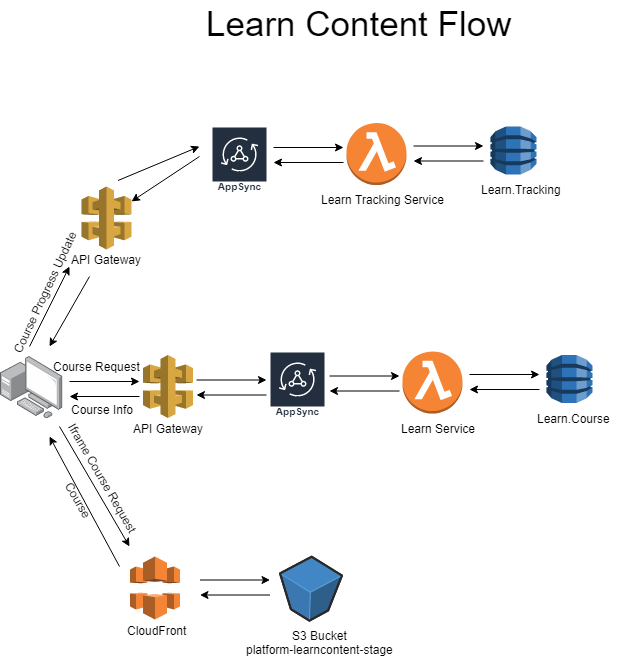 Learn Content Flow
AppSync
Learn Tracking Service
Learn.Tracking
API Gateway
Course Progress Update
Course Request
Course Info
API Gateway
AppSync
Learn Service
Learn.Course
Iframe Course Request
Course
CloudFront
S3 Bucket
platform-learncontent-stage